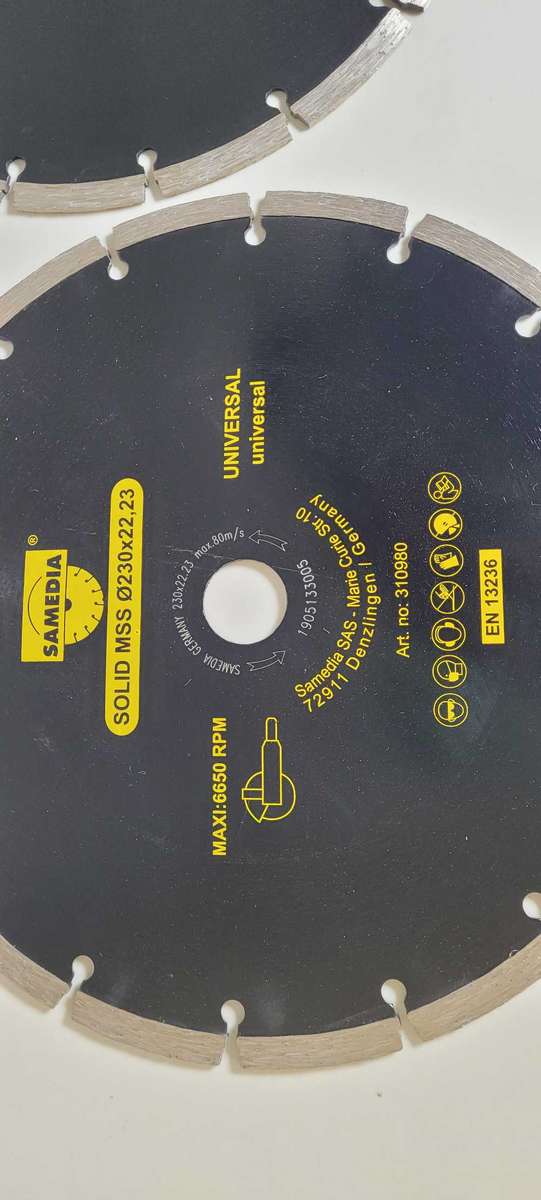 SAMEDIA®
SOLID MSS Ø230x22,23
MAXI:6650 RPM
UNIVERSAL
universal
SAMEDIA GERMANY 230x22.23 max.80m/s
1905133005
Samedia SAS - Marie Curie Str 10
72911 Denzlingen | Germany
Art. no: 310980
EN 13236